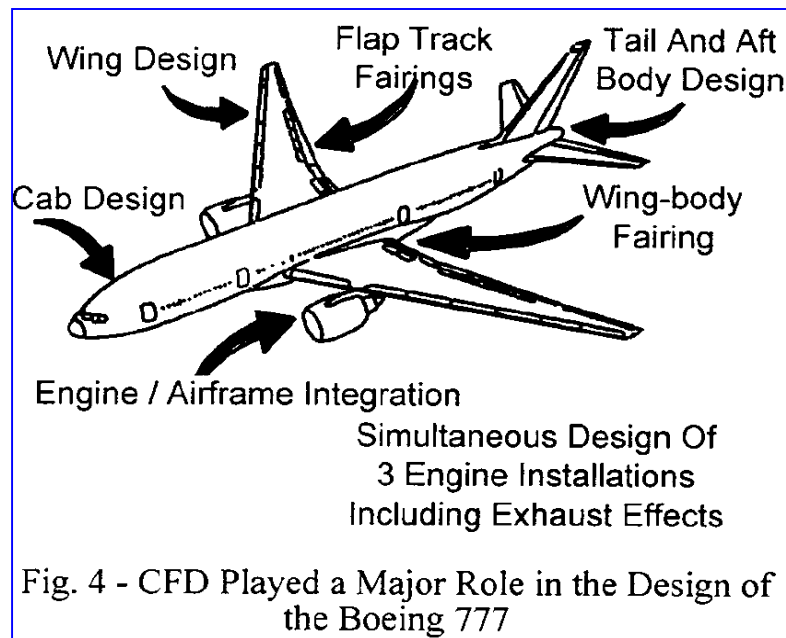 Wing Design
Flap Track
Fairings
Tail And Aft
Body Design
Cab Design
Wing-body
Fairing
Engine / Airframe Integration
Simultaneous Design Of
3 Engine Installations
Including Exhaust Effects
Fig. 4 - CFD Played a Major Role in the Design of
the Boeing 777